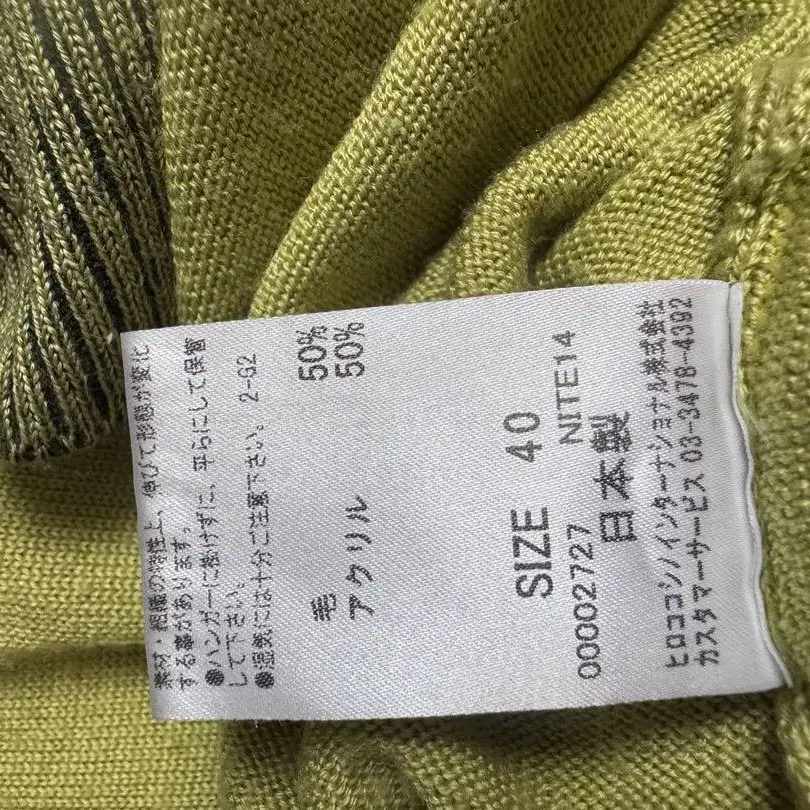 素材・組織の特性上、伸びて形態が変化
する事があります。
●ハンガーに掛けずに、平らにして保管
して下さい。
●湿気には十分ご注意下さい。 2-G2
毛 50%
アクリル 50%
SIZE 40
00002727 NITE14
日本製
ヒロココシノインターナショナル株式会社
カスタマーサービス 03-3478-4392